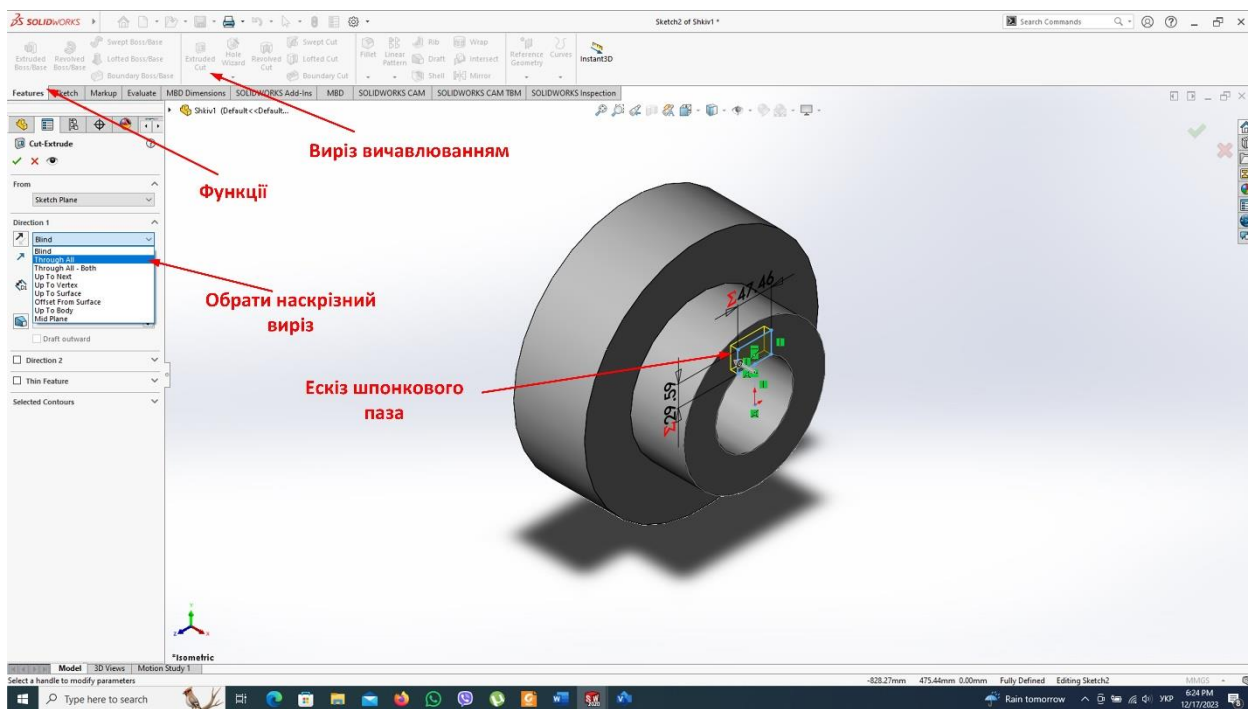 SOLIDWORKS
Sketch2 of Shkiv1 *
Search Commands
Extruded Boss/Base
Revolved Boss/Base
Swept Boss/Base
Lofted Boss/Base
Boundary Boss/Base
Extruded Cut
Hole Wizard
Revolved Cut
Swept Cut
Lofted Cut
Boundary Cut
Fillet
Linear Pattern
Rib
Draft
Shell
Wrap
Intersect
Mirror
Reference Geometry
Curves
Instant3D
Features Sketch Markup Evaluate MBD Dimensions SOLIDWORKS Add-Ins MBD SOLIDWORKS CAM SOLIDWORKS CAM TBM SOLIDWORKS Inspection
Shkiv1 (Default<<Default...
Cut-Extrude
From
Sketch Plane
Direction 1
Blind
Blind
Through All
Through All - Both
Up To Next
Up To Vertex
Up To Surface
Offset From Surface
Up To Body
Mid Plane
Draft outward
Direction 2
Thin Feature
Selected Contours
Виріз вичавлюванням
Функції
Обрати наскрізний
виріз
Ескіз шпонкового
паза
Σ47.46
Σ29.59
*Isometric
Model 3D Views Motion Study 1
Select a handle to modify parameters
-828.27mm 475.44mm 0.00mm Fully Defined Editing Sketch2 MMGS
Type here to search
Rain tomorrow
УКР
6:24 PM
12/17/2023